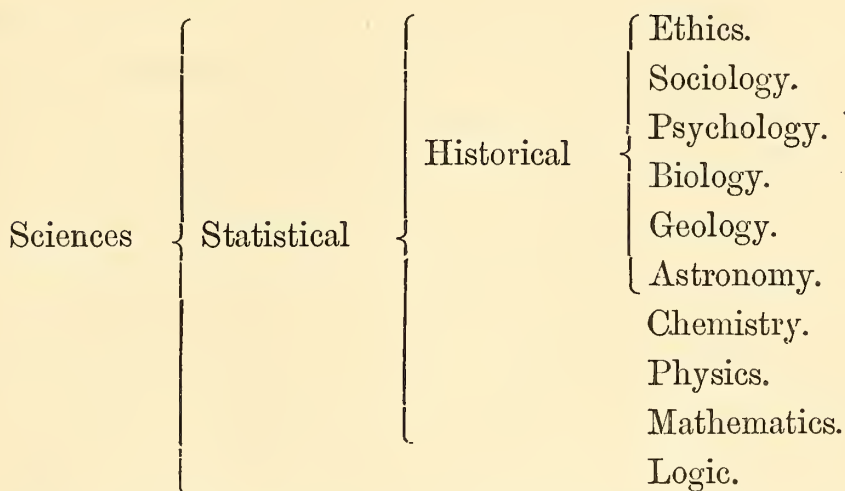 Ethics.
Sociology.
Psychology.
Historical
Biology.
Sciences Statistical Geology.
Astronomy.
Chemistry.
Physics.
Mathematics.
Logic.